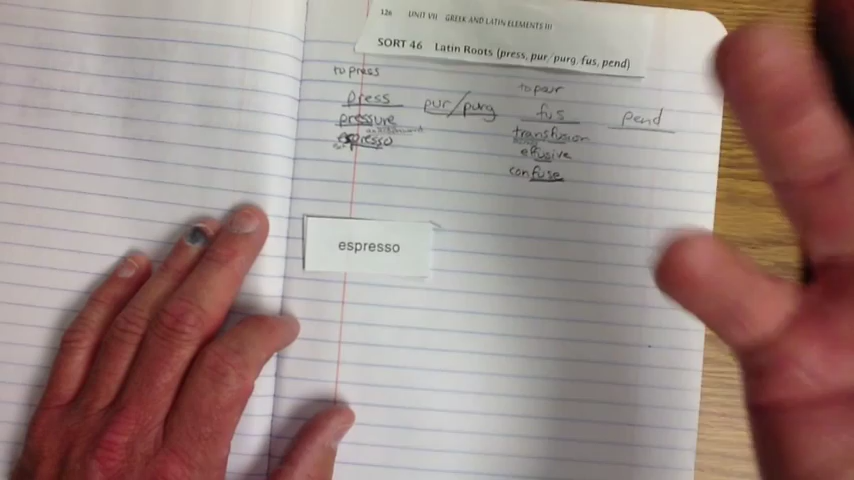 126 UNIT VII GREEK AND LATIN ELEMENTS III
SORT 46 Latin Roots (press, pur/purg, fus, pend)
to press
to pour
press pur/purg fus pend
pressure
transfusion
espresso
effusive
confuse
espresso